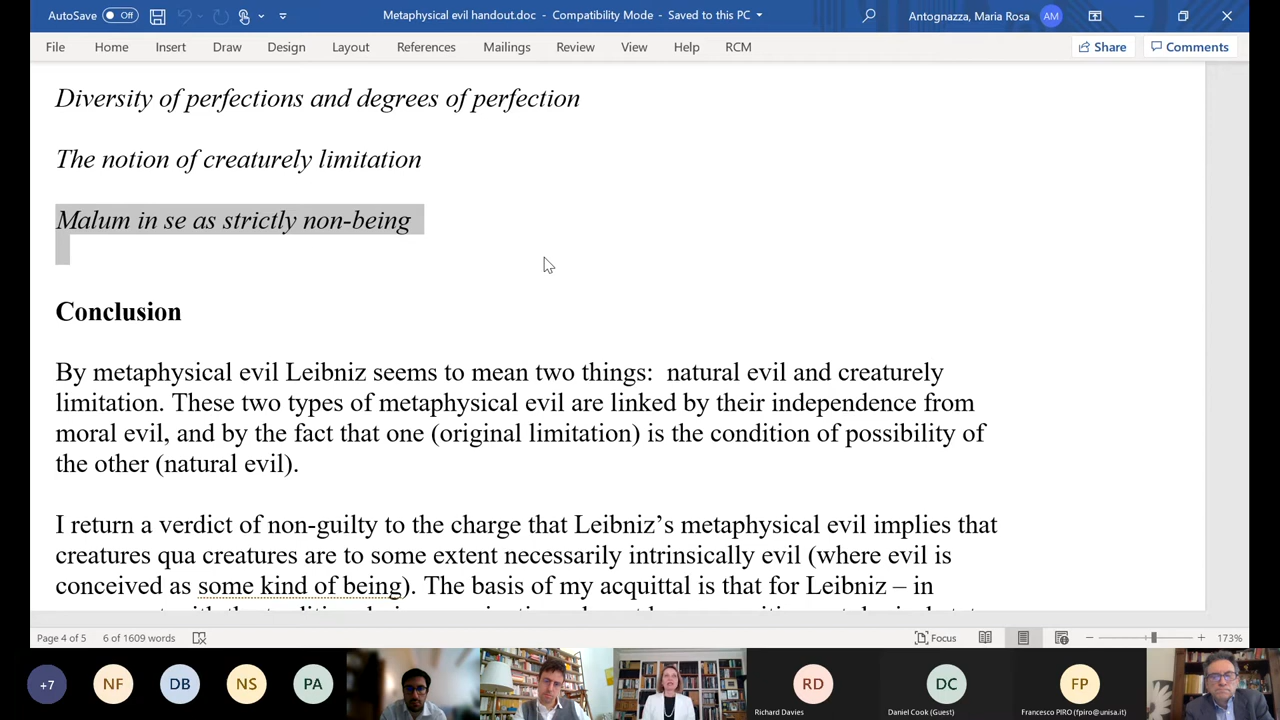 AutoSave Off Metaphysical evil handout.doc - Compatibility Mode - Saved to this PC Antognazza, Maria Rosa AM
File Home Insert Draw Design Layout References Mailings Review View Help RCM Share Comments
Diversity of perfections and degrees of perfection
The notion of creaturely limitation
Malum in se as strictly non-being
Conclusion
By metaphysical evil Leibniz seems to mean two things:  natural evil and creaturely
limitation. These two types of metaphysical evil are linked by their independence from
moral evil, and by the fact that one (original limitation) is the condition of possibility of
the other (natural evil).
I return a verdict of non-guilty to the charge that Leibniz’s metaphysical evil implies that
creatures qua creatures are to some extent necessarily intrinsically evil (where evil is
conceived as some kind of being). The basis of my acquittal is that for Leibniz – in
Page 4 of 5 6 of 1609 words Focus 173%
+7 NF DB NS PA RD DC FP
Richard Davies Daniel Cook (Guest) Francesco PIRO (fpiro@unisa.it)